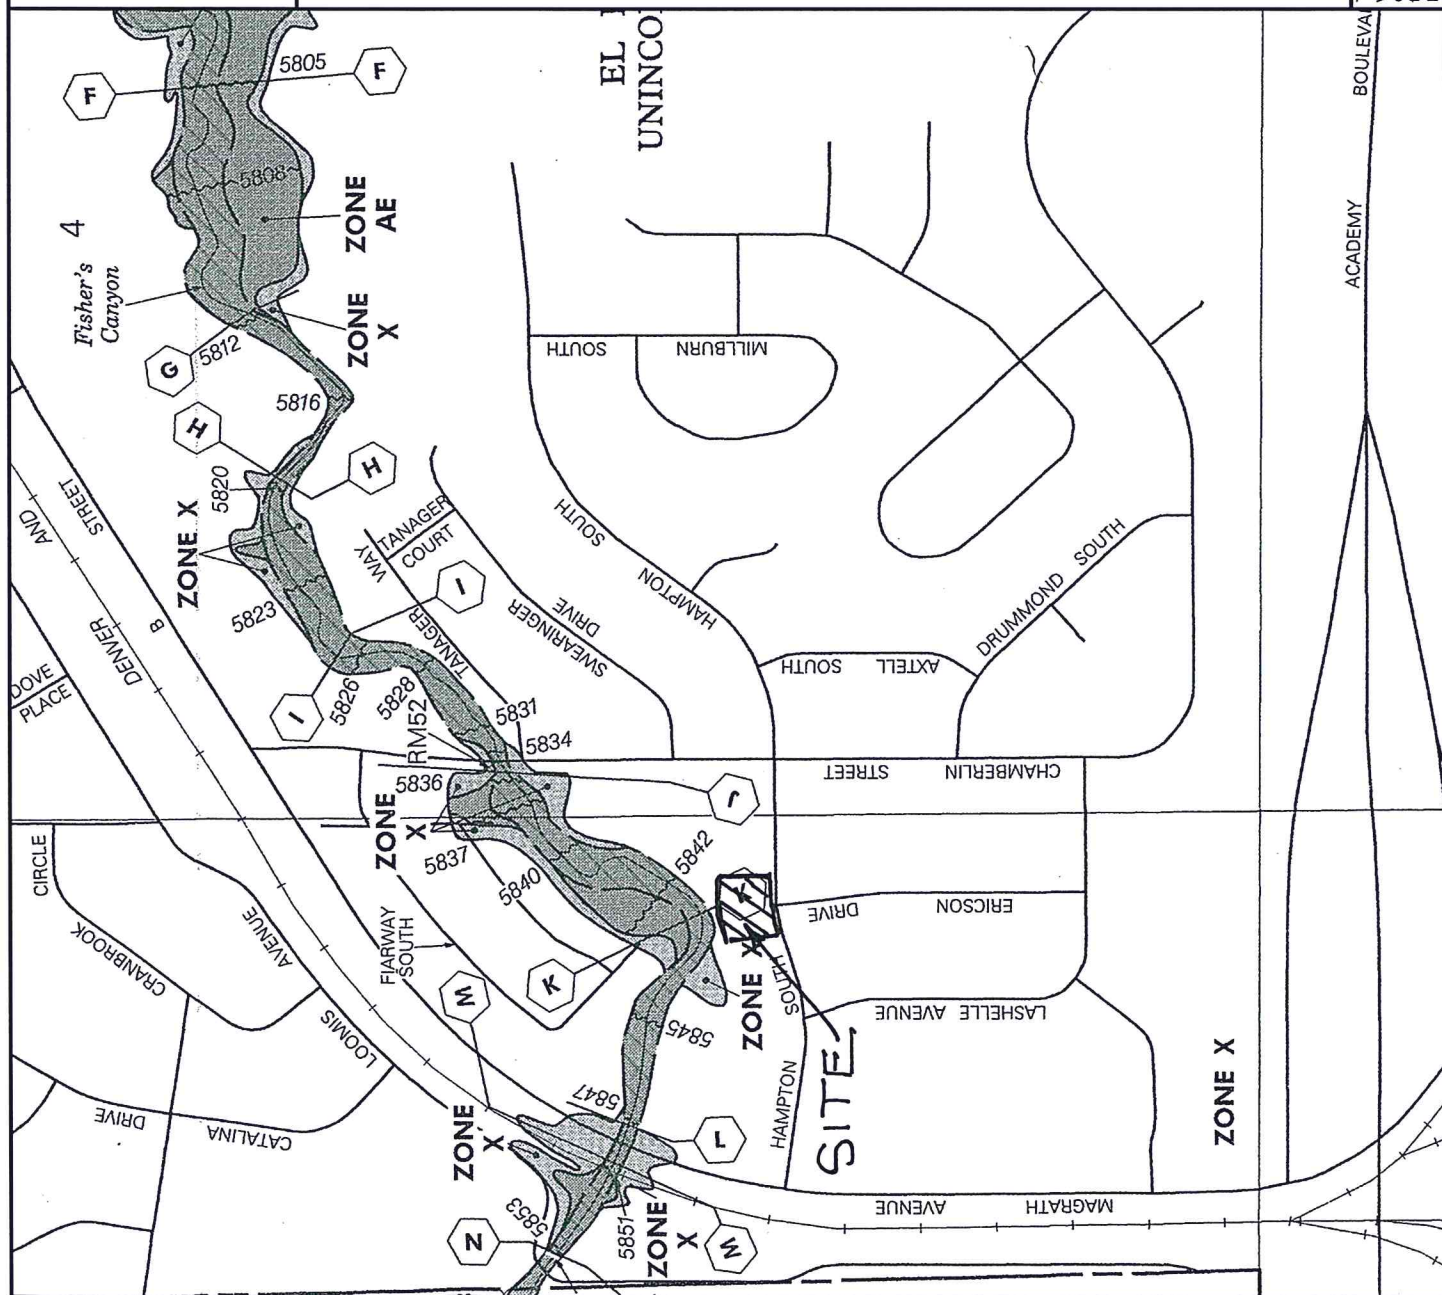 EL
UNINCO
BOULEVA
F
5805
F
5808
ZONE
AE
4
Fisher's
Canyon
ZONE
X
G
5812
5816
H
H
5820
ACADEMY
SOUTH
MILLBURN
STREET
AND
ZONE X
TANAGER
COURT
WAY
SOUTH
HAMPTON
DRUMMOND SOUTH
I
5823
DENVER
B
SWEARINGER
DRIVE
TANAGER
DOVE
PLACE
I
5826
5828
RM52
5831
5834
SOUTH
AXTELL
STREET
CHAMBERLIN
5836
J
ZONE
X
5837
5840
5842
CIRCLE
CRANBROOK
AVENUE
LOOMIS
FIARWAY
SOUTH
M
K
ZONE X
SOUTH
DRIVE
ERICSON
LASHELLE AVENUE
5845
HAMPTON
SITE
ZONE X
5847
L
DRIVE
CATALINA
ZONE
X
5853
N
5851
ZONE
X
M
AVENUE
MAGRATH